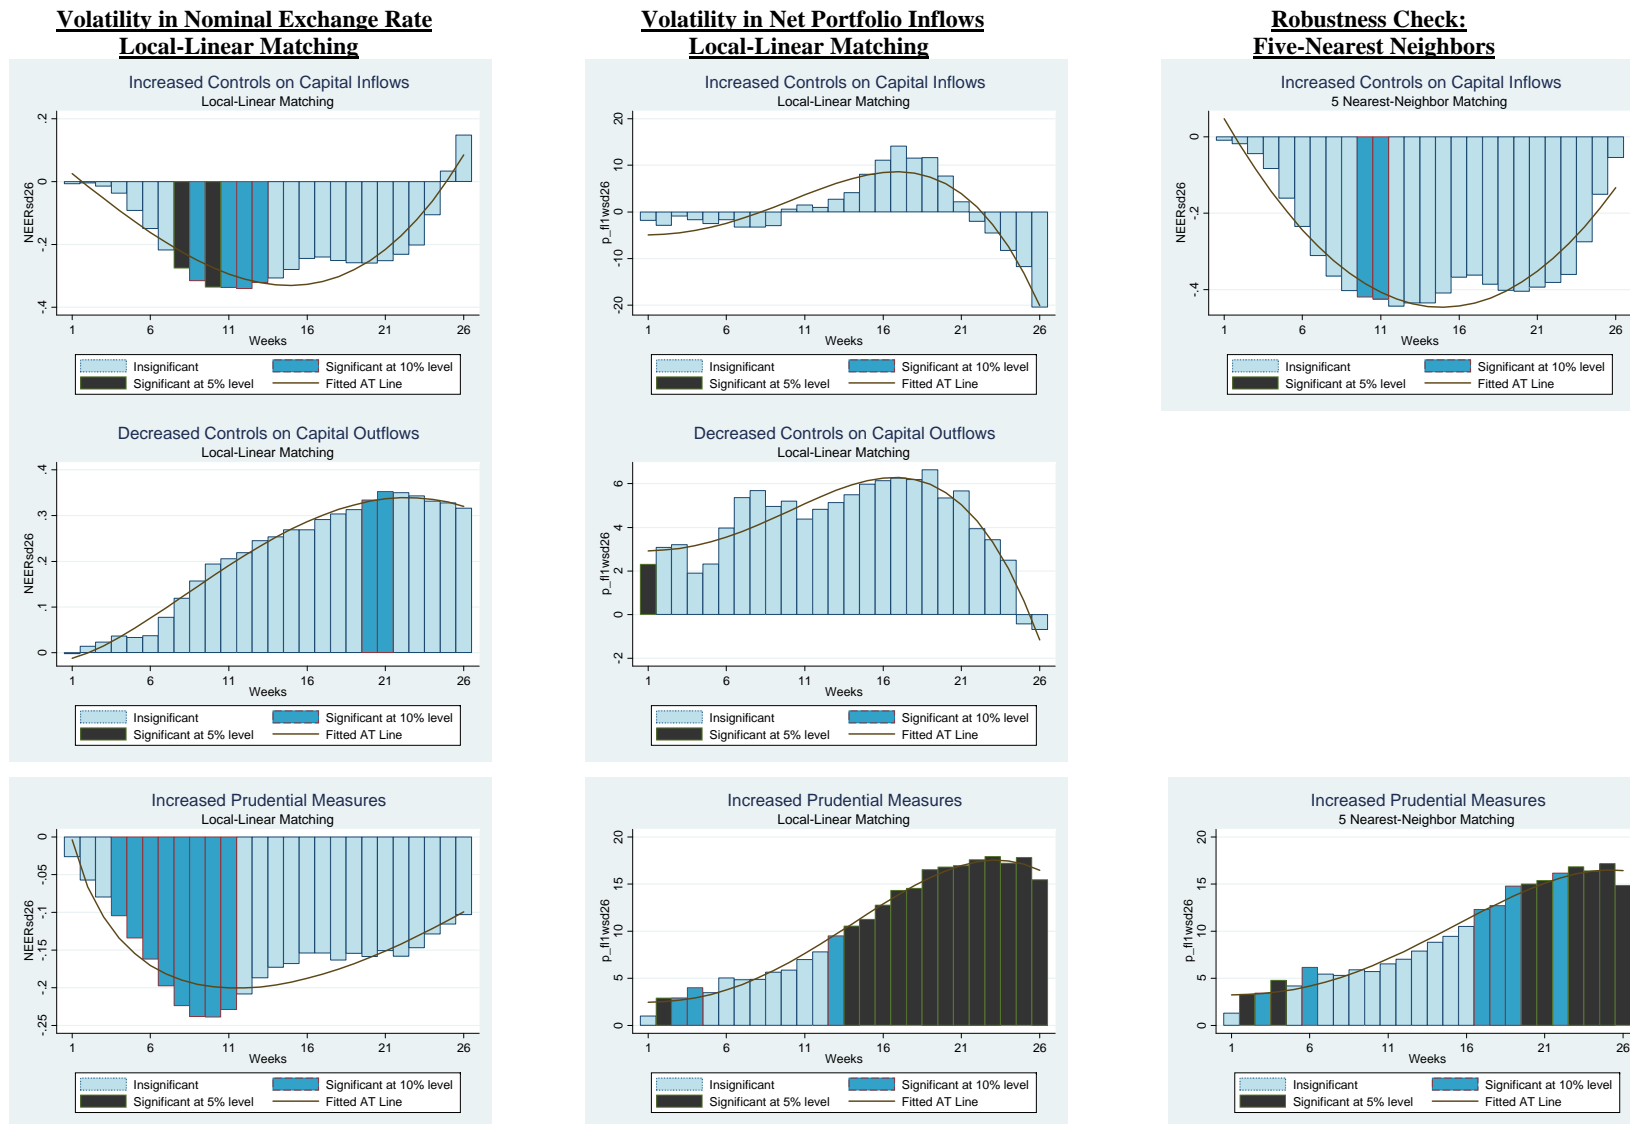 Volatility in Nominal Exchange Rate
Local-Linear Matching
Volatility in Net Portfolio Inflows
Local-Linear Matching
Robustness Check:
Five-Nearest Neighbors
Increased Controls on Capital Inflows
Local-Linear Matching
NEERsd26
.2
0
-.2
-.4
1 6 11 16 21 26
Weeks
Insignificant Significant at 10% level
Significant at 5% level Fitted AT Line
Increased Controls on Capital Inflows
Local-Linear Matching
p_fl1wsd26
20
10
0
-10
-20
1 6 11 16 21 26
Weeks
Insignificant Significant at 10% level
Significant at 5% level Fitted AT Line
Increased Controls on Capital Inflows
5 Nearest-Neighbor Matching
NEERsd26
0
-.2
-.4
1 6 11 16 21 26
Weeks
Insignificant Significant at 10% level
Significant at 5% level Fitted AT Line
Decreased Controls on Capital Outflows
Local-Linear Matching
NEERsd26
.4
.3
.2
.1
0
1 6 11 16 21 26
Weeks
Insignificant Significant at 10% level
Significant at 5% level Fitted AT Line
Decreased Controls on Capital Outflows
Local-Linear Matching
p_fl1wsd26
6
4
2
0
-2
1 6 11 16 21 26
Weeks
Insignificant Significant at 10% level
Significant at 5% level Fitted AT Line
Increased Prudential Measures
Local-Linear Matching
NEERsd26
0
-.05
-.1
-.15
-.2
-.25
1 6 11 16 21 26
Weeks
Insignificant Significant at 10% level
Significant at 5% level Fitted AT Line
Increased Prudential Measures
Local-Linear Matching
p_fl1wsd26
20
15
10
5
0
1 6 11 16 21 26
Weeks
Insignificant Significant at 10% level
Significant at 5% level Fitted AT Line
Increased Prudential Measures
5 Nearest-Neighbor Matching
p_fl1wsd26
20
15
10
5
0
1 6 11 16 21 26
Weeks
Insignificant Significant at 10% level
Significant at 5% level Fitted AT Line